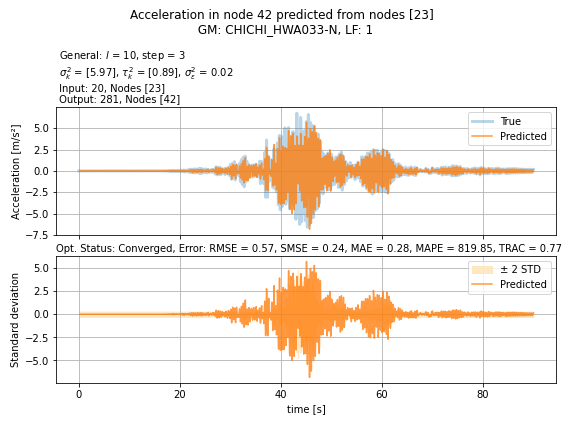 Acceleration in node 42 predicted from nodes [23]
GM: CHICHI_HWA033-N, LF: 1
General: l = 10, step = 3
σ²ₖ = [5.97], τ²ₖ = [0.89], σ²ε = 0.02
Input: 20, Nodes [23]
Output: 281, Nodes [42]
Acceleration [m/s²]
5.0
2.5
0.0
−2.5
−5.0
−7.5
True
Predicted
Opt. Status: Converged, Error: RMSE = 0.57, SMSE = 0.24, MAE = 0.28, MAPE = 819.85, TRAC = 0.77
Standard deviation
5.0
2.5
0.0
−2.5
−5.0
± 2 STD
Predicted
0 20 40 60 80
time [s]